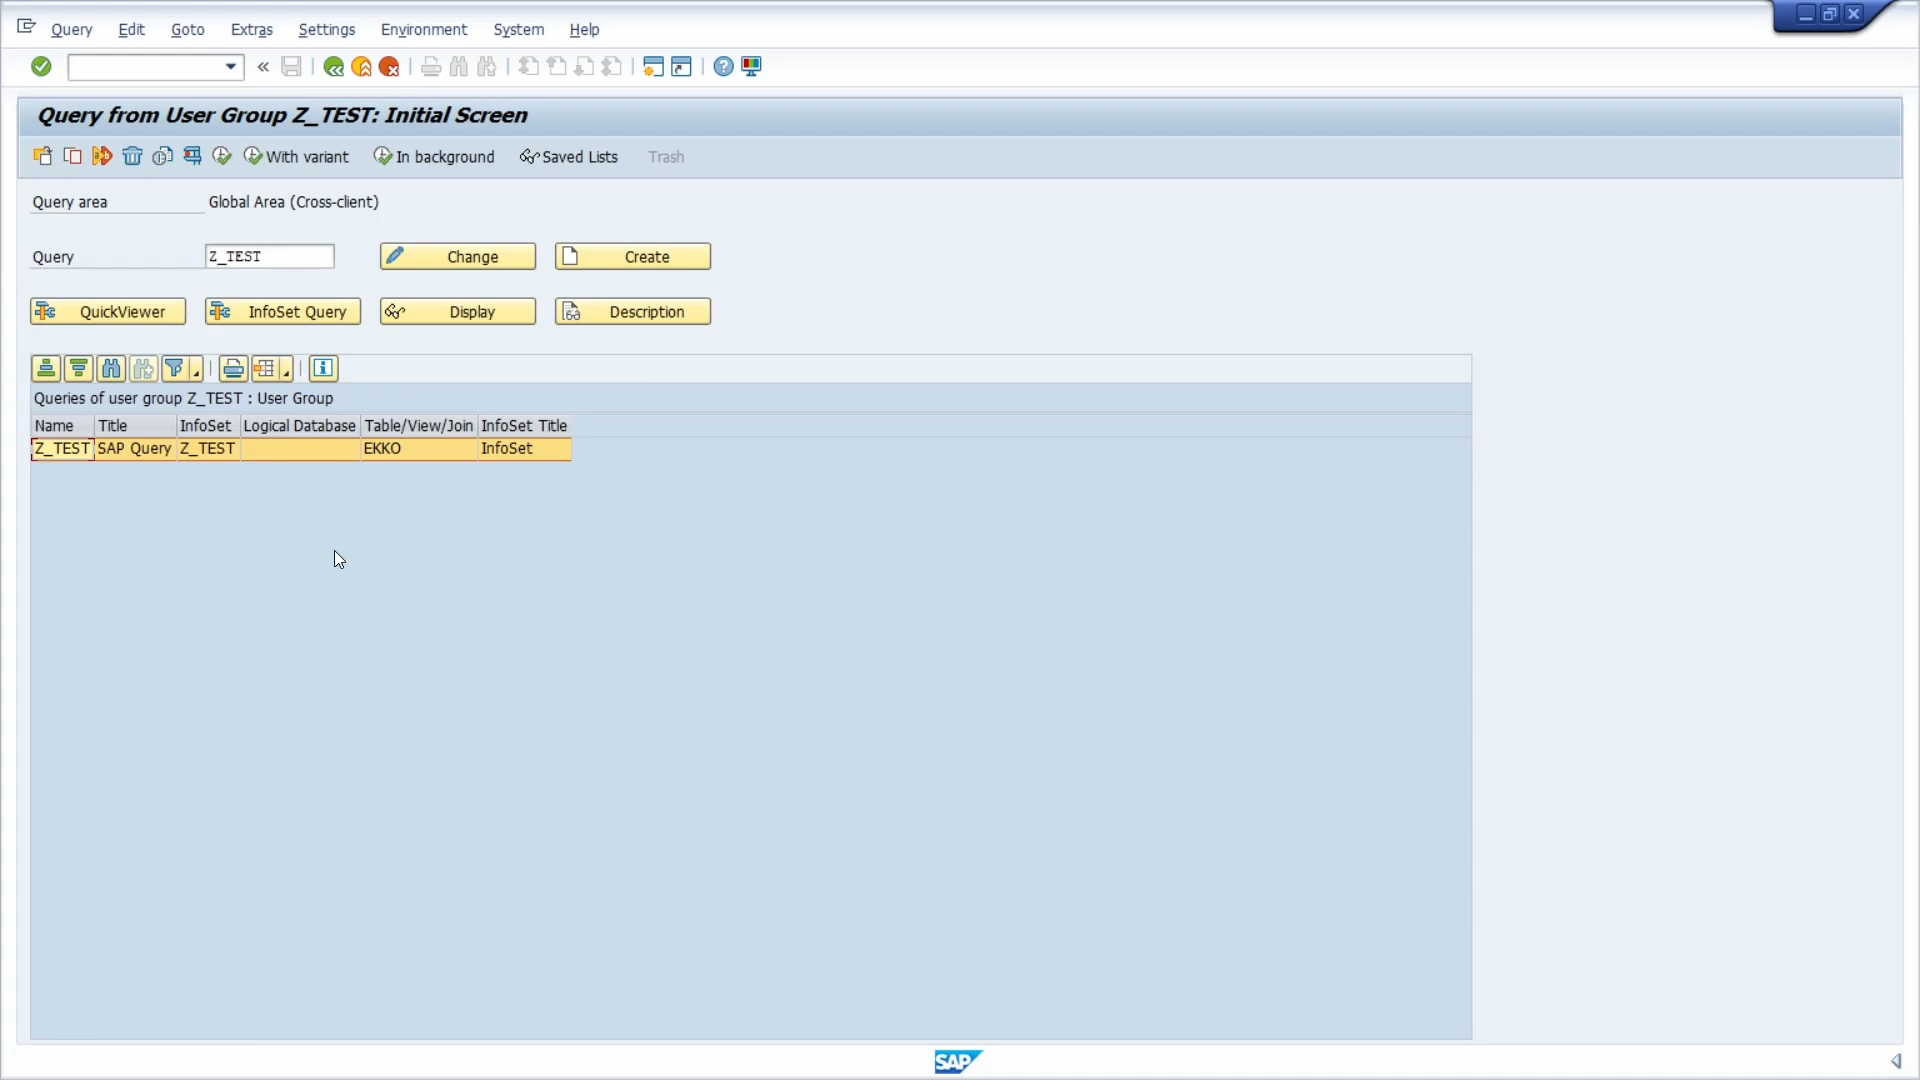 Query Edit Goto Extras Settings Environment System Help
Query from User Group Z_TEST: Initial Screen
With variant In background Saved Lists Trash
Query area Global Area (Cross-client)
Query Z_TEST Change Create
QuickViewer InfoSet Query Display Description
Queries of user group Z_TEST : User Group
Name Title InfoSet Logical Database Table/View/Join InfoSet Title
Z_TEST SAP Query Z_TEST EKKO InfoSet
SAP